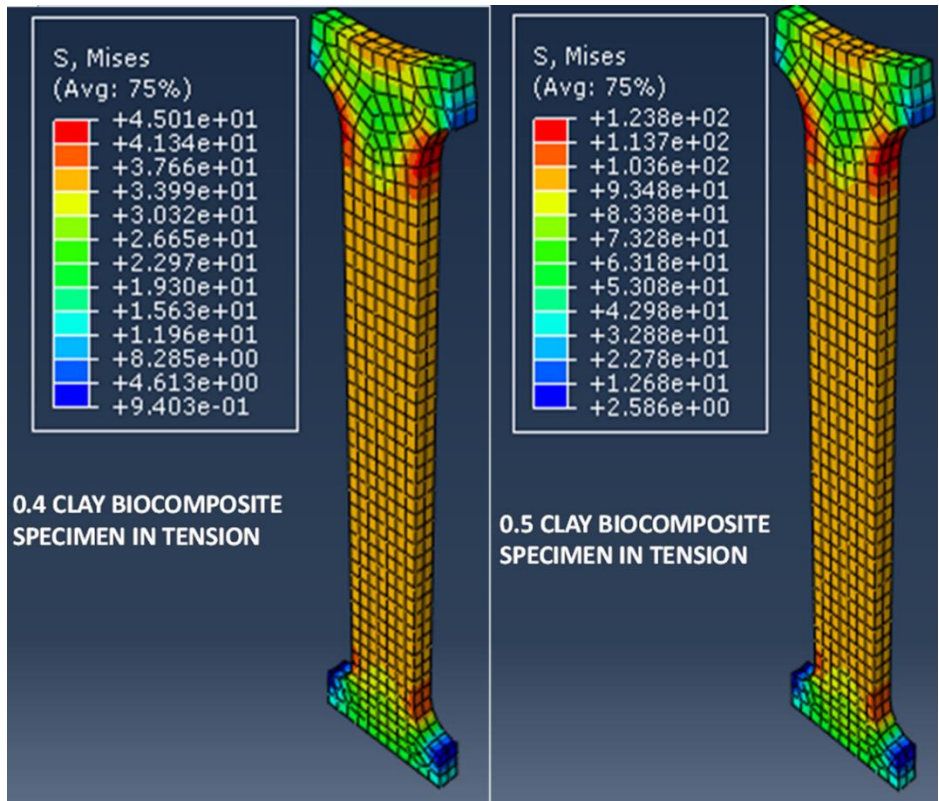 S, Mises
(Avg: 75%)
+4.501e+01
+4.134e+01
+3.766e+01
+3.399e+01
+3.032e+01
+2.665e+01
+2.297e+01
+1.930e+01
+1.563e+01
+1.196e+01
+8.285e+00
+4.613e+00
+9.403e-01
0.4 CLAY BIOCOMPOSITE
SPECIMEN IN TENSION
S, Mises
(Avg: 75%)
+1.238e+02
+1.137e+02
+1.036e+02
+9.348e+01
+8.338e+01
+7.328e+01
+6.318e+01
+5.308e+01
+4.298e+01
+3.288e+01
+2.278e+01
+1.268e+01
+2.586e+00
0.5 CLAY BIOCOMPOSITE
SPECIMEN IN TENSION